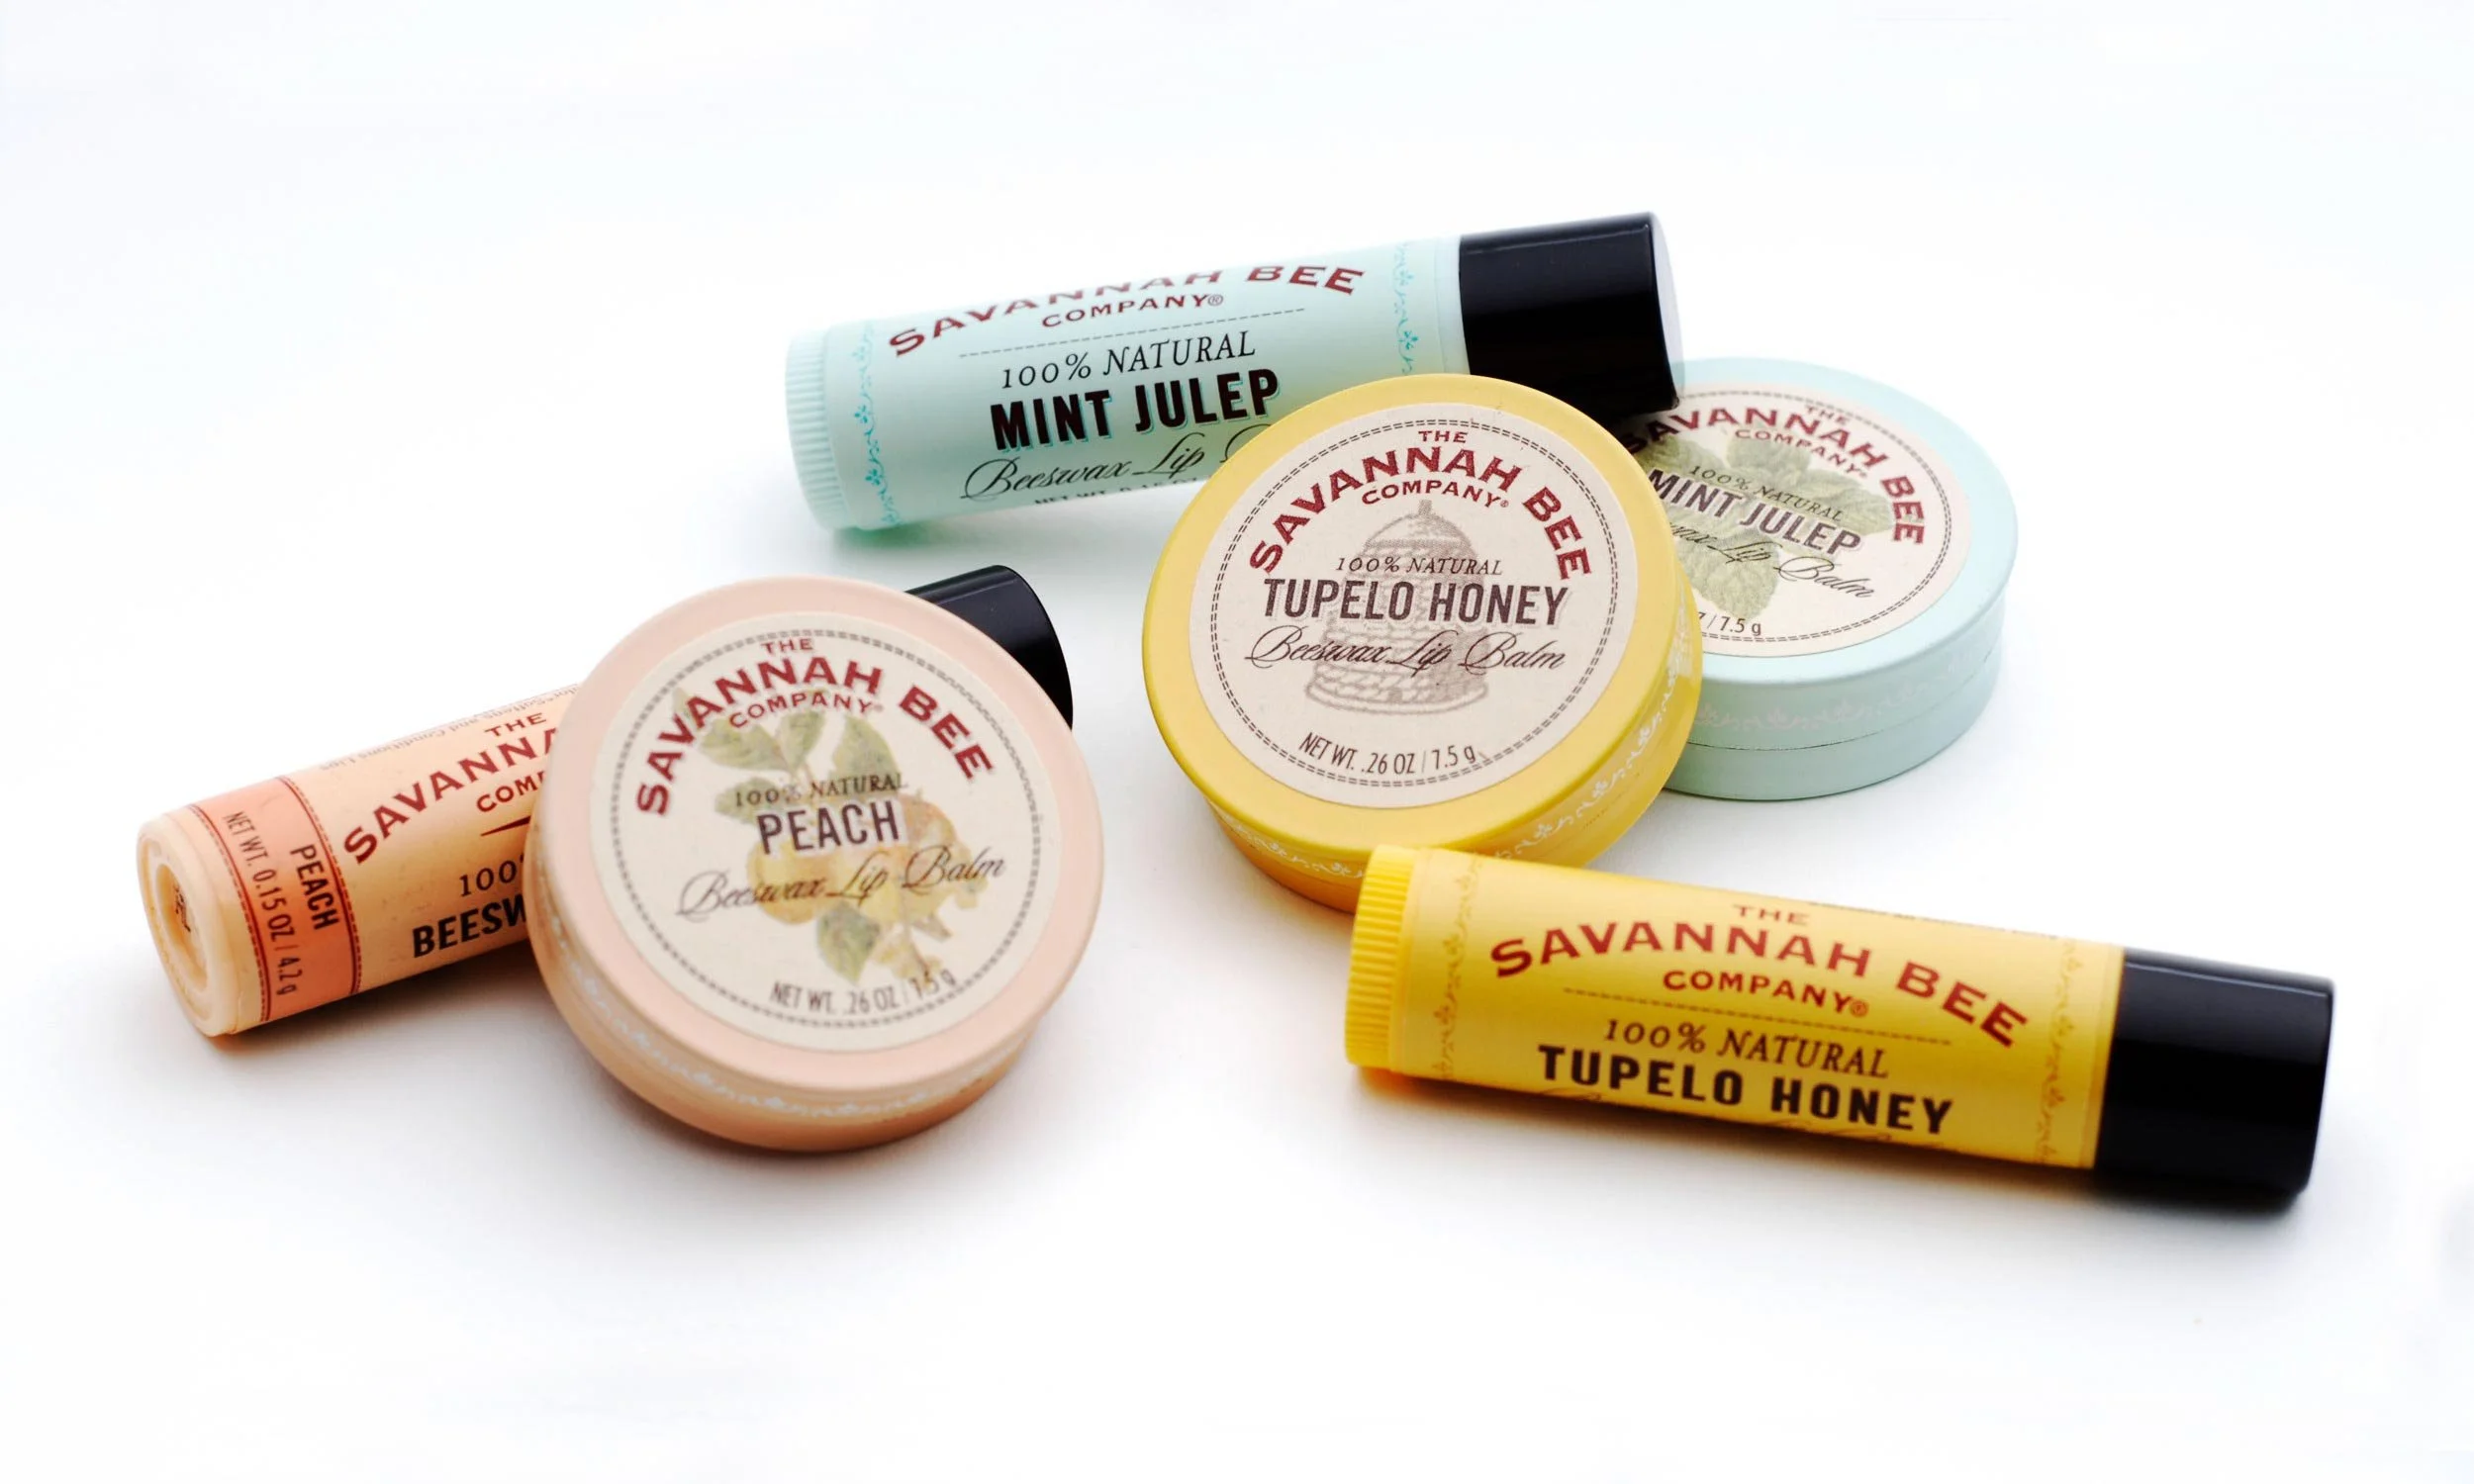 SAVANNAH BEE
COMPANY®
100% NATURAL
MINT JULEP
Beeswax Lip
THE
SAVANNAH BEE
COMPANY®
100% NATURAL
MINT JULEP
Lip Balm
/ 7.5 g
THE
SAVANNAH BEE
COMPANY®
100% NATURAL
TUPELO HONEY
Beeswax Lip Balm
NET WT. .26 OZ / 7.5 g
THE
COM
100
BEESW
PEACH
NET WT. 0.15 OZ / 4.2 g
THE
SAVANNAH BEE
COMPANY®
100% NATURAL
PEACH
Beeswax Lip Balm
NET WT. .26 OZ / 7.5 g
THE
SAVANNAH BEE
COMPANY®
100% NATURAL
TUPELO HONEY